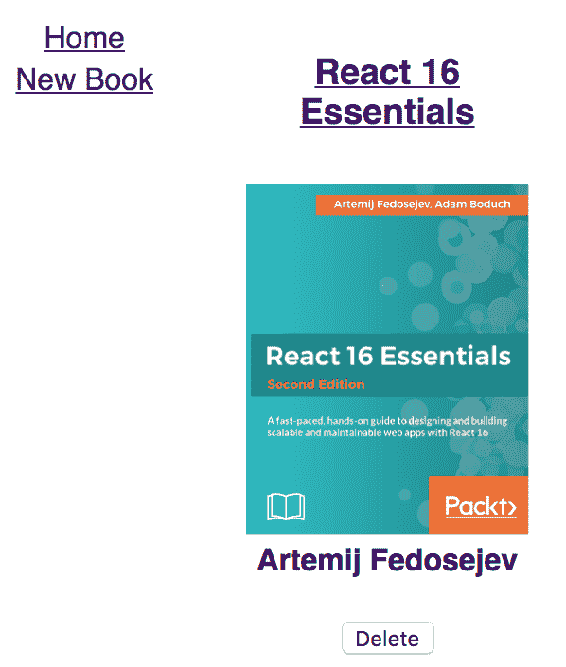 Home
New Book
React 16
Essentials
Artemij Fedosejev, Adam Boduch
React 16 Essentials
Second Edition
A fast-paced, hands-on guide to designing and building
scalable and maintainable web apps with React 16
Packt>
Artemij Fedosejev
Delete